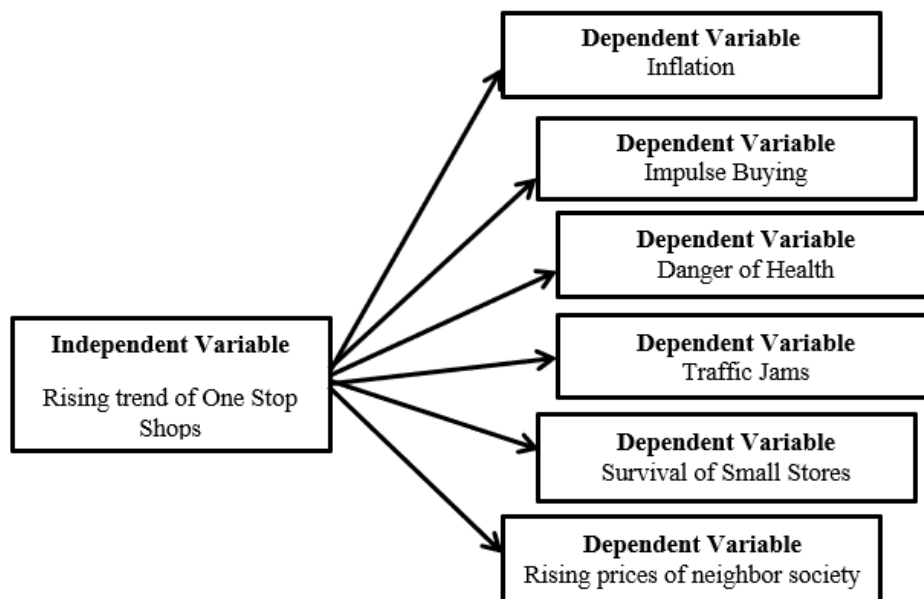 Dependent Variable
Inflation
Dependent Variable
Impulse Buying
Dependent Variable
Danger of Health
Independent Variable
Rising trend of One Stop
Shops
Dependent Variable
Traffic Jams
Dependent Variable
Survival of Small Stores
Dependent Variable
Rising prices of neighbor society